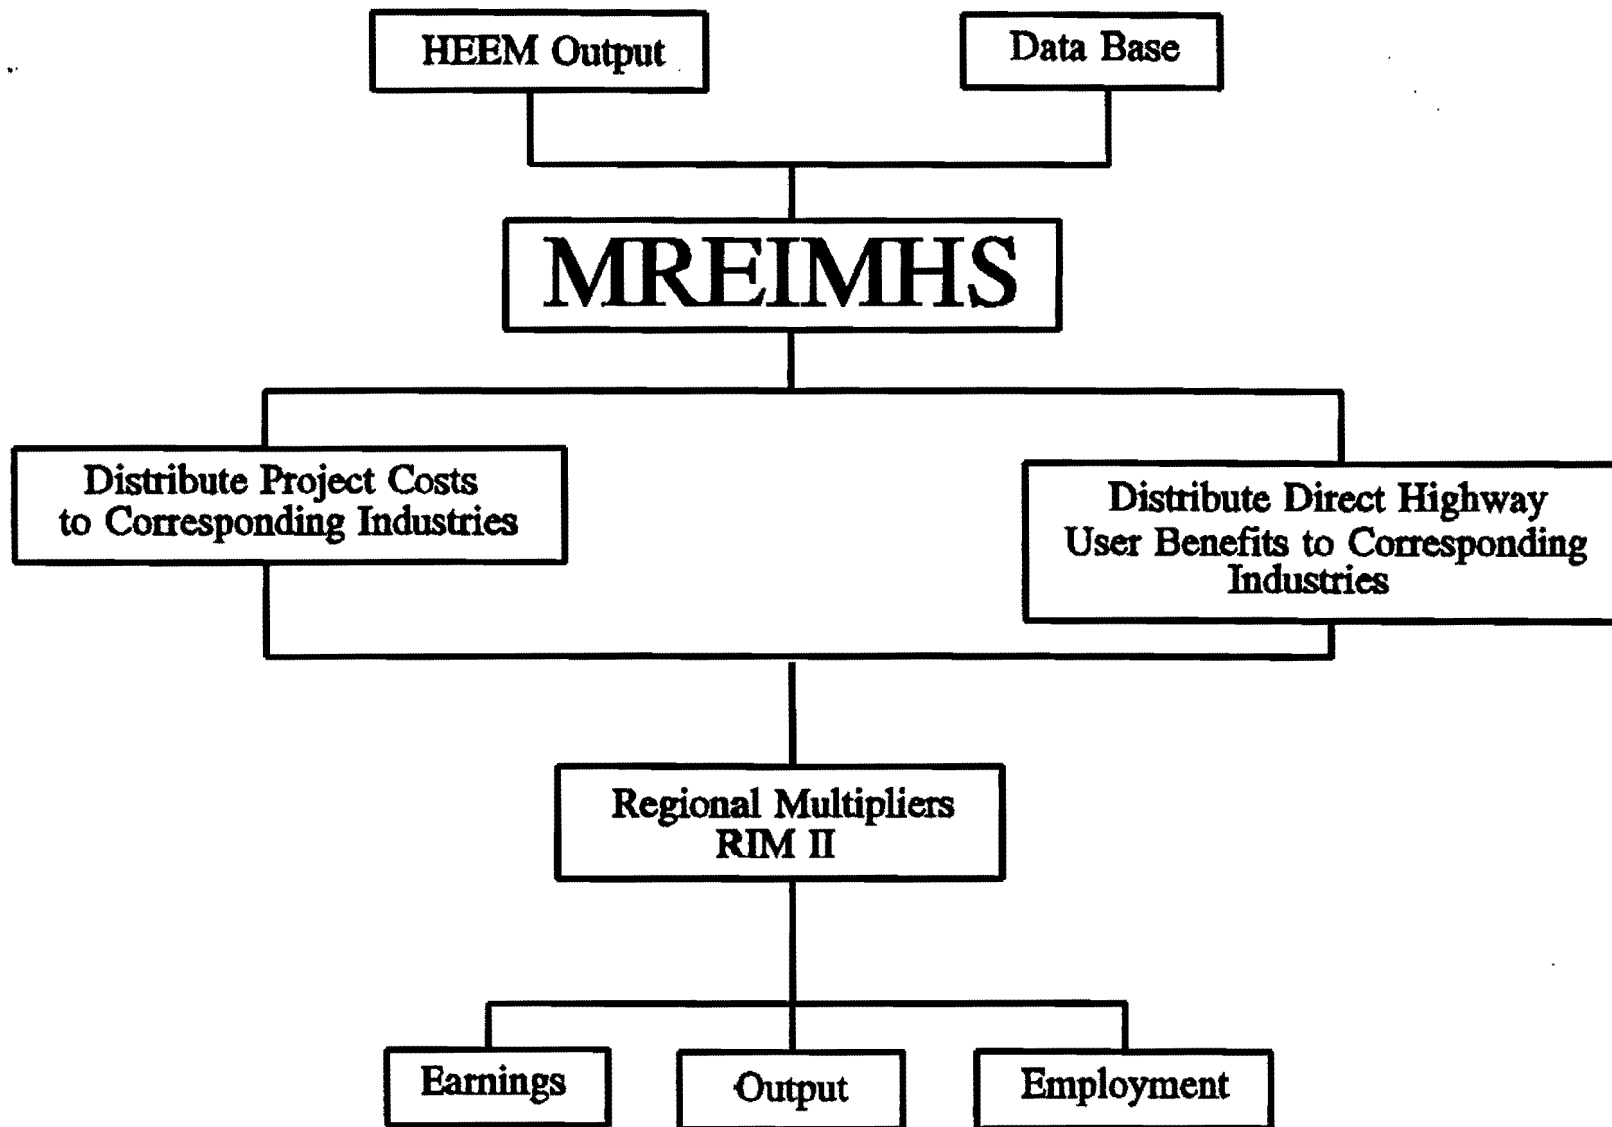 HEEM Output
Data Base
MREIMHS
Distribute Project Costs
to Corresponding Industries
Distribute Direct Highway
User Benefits to Corresponding
Industries
Regional Multipliers
RIM II
Earnings
Output
Employment